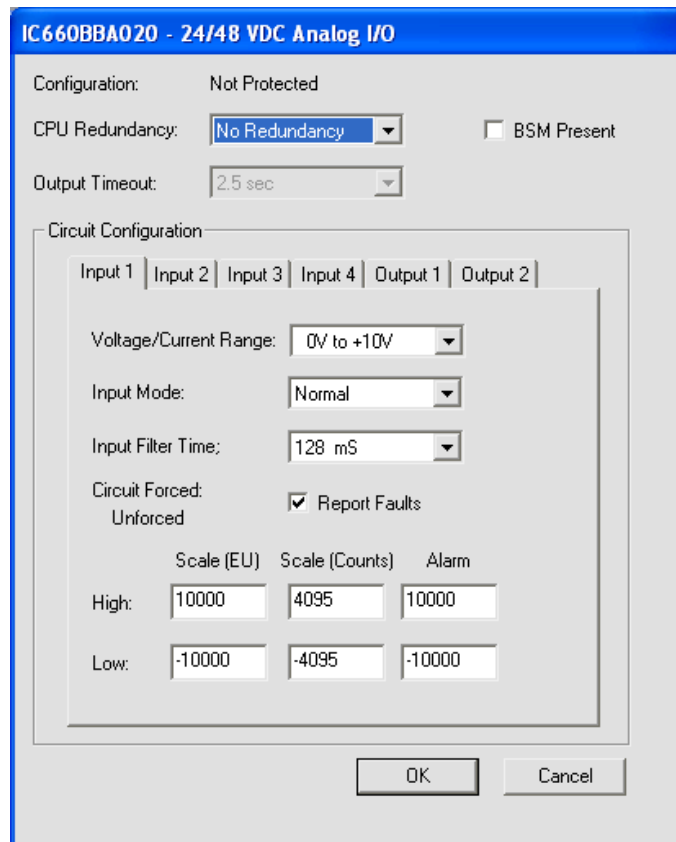 IC660BBA020 - 24/48 VDC Analog I/O
Configuration: Not Protected
CPU Redundancy: No Redundancy BSM Present
Output Timeout: 2.5 sec
Circuit Configuration
Input 1 Input 2 Input 3 Input 4 Output 1 Output 2
Voltage/Current Range: 0V to +10V
Input Mode: Normal
Input Filter Time; 128 mS
Circuit Forced: Report Faults
Unforced
Scale (EU) Scale (Counts) Alarm
High: 10000 4095 10000
Low: -10000 -4095 -10000
OK Cancel